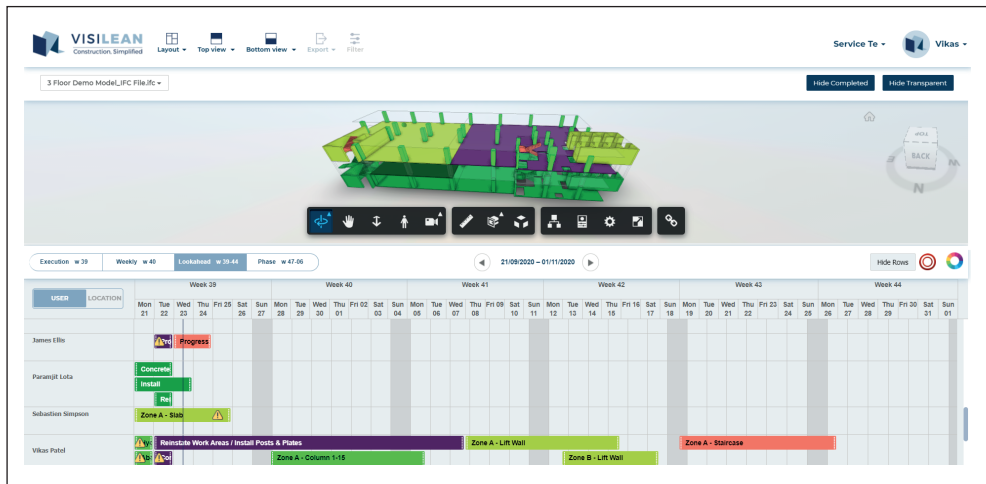 VISILEAN
Construction, Simplified
Layout
Top view
Bottom view
Export
Filter
Service Te
Vikas
3 Floor Demo Model_IFC File.ifc
Hide Completed
Hide Transparent
TOP
BACK
N
N
Execution w 39
Weekly w 40
Lookahead w 39-44
Phase w 47-06
21/09/2020 – 01/11/2020
Hide Rows
USER
LOCATION
Week 39 Week 40 Week 41 Week 42 Week 43 Week 44
Mon Tue Wed Thu Fri 25 Sat Sun Mon Tue Wed Thu Fri 02 Sat Sun Mon Tue Wed Thu Fri 09 Sat Sun Mon Tue Wed Thu Fri 16 Sat Sun Mon Tue Wed Thu Fri 23 Sat Sun Mon Tue Wed Thu Fri 30 Sat Sun
21 22 23 24 26 27 28 29 30 01 03 04 05 06 07 08 10 11 12 13 14 15 17 18 19 20 21 22 24 25 26 27 28 29 31 01
James Ellis
Progress
Paramjit Lota
Concrete
Install
Re
Sebastian Simpson
Zone A - Slab
Vikas Patel
Reinstate Work Areas / Install Posts & Plates
Zone A - Lift Wall
Zone A - Staircase
Zone A - Column 1-15
Zone B - Lift Wall